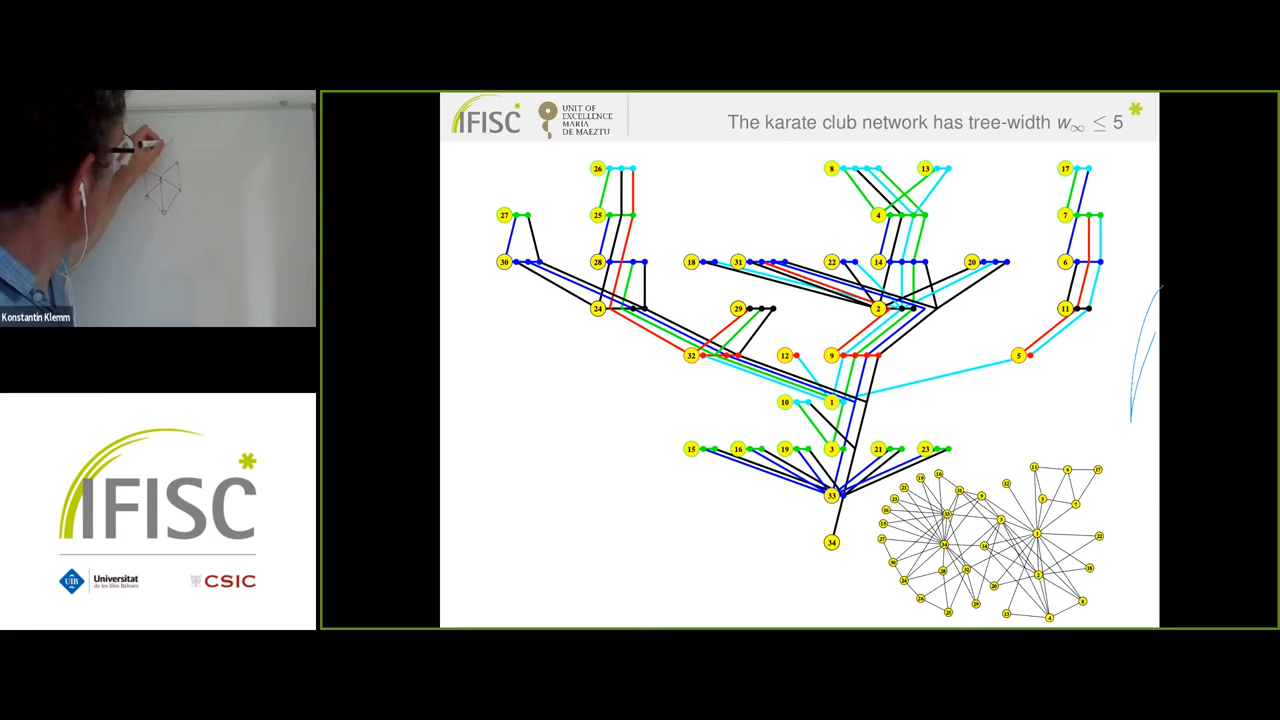 IFISC
UNIT OF
EXCELLENCE
MARÍA
DE MAEZTU
The karate club network has tree-width w∞ ≤ 5
Konstantin Klemm
26
8
13
17
27
25
4
7
30
28
18
31
22
14
20
6
24
29
2
11
32
12
9
5
10
1
15
16
19
3
21
23
33
34
IFISC
UIB
Universitat
de les Illes Balears
CSIC